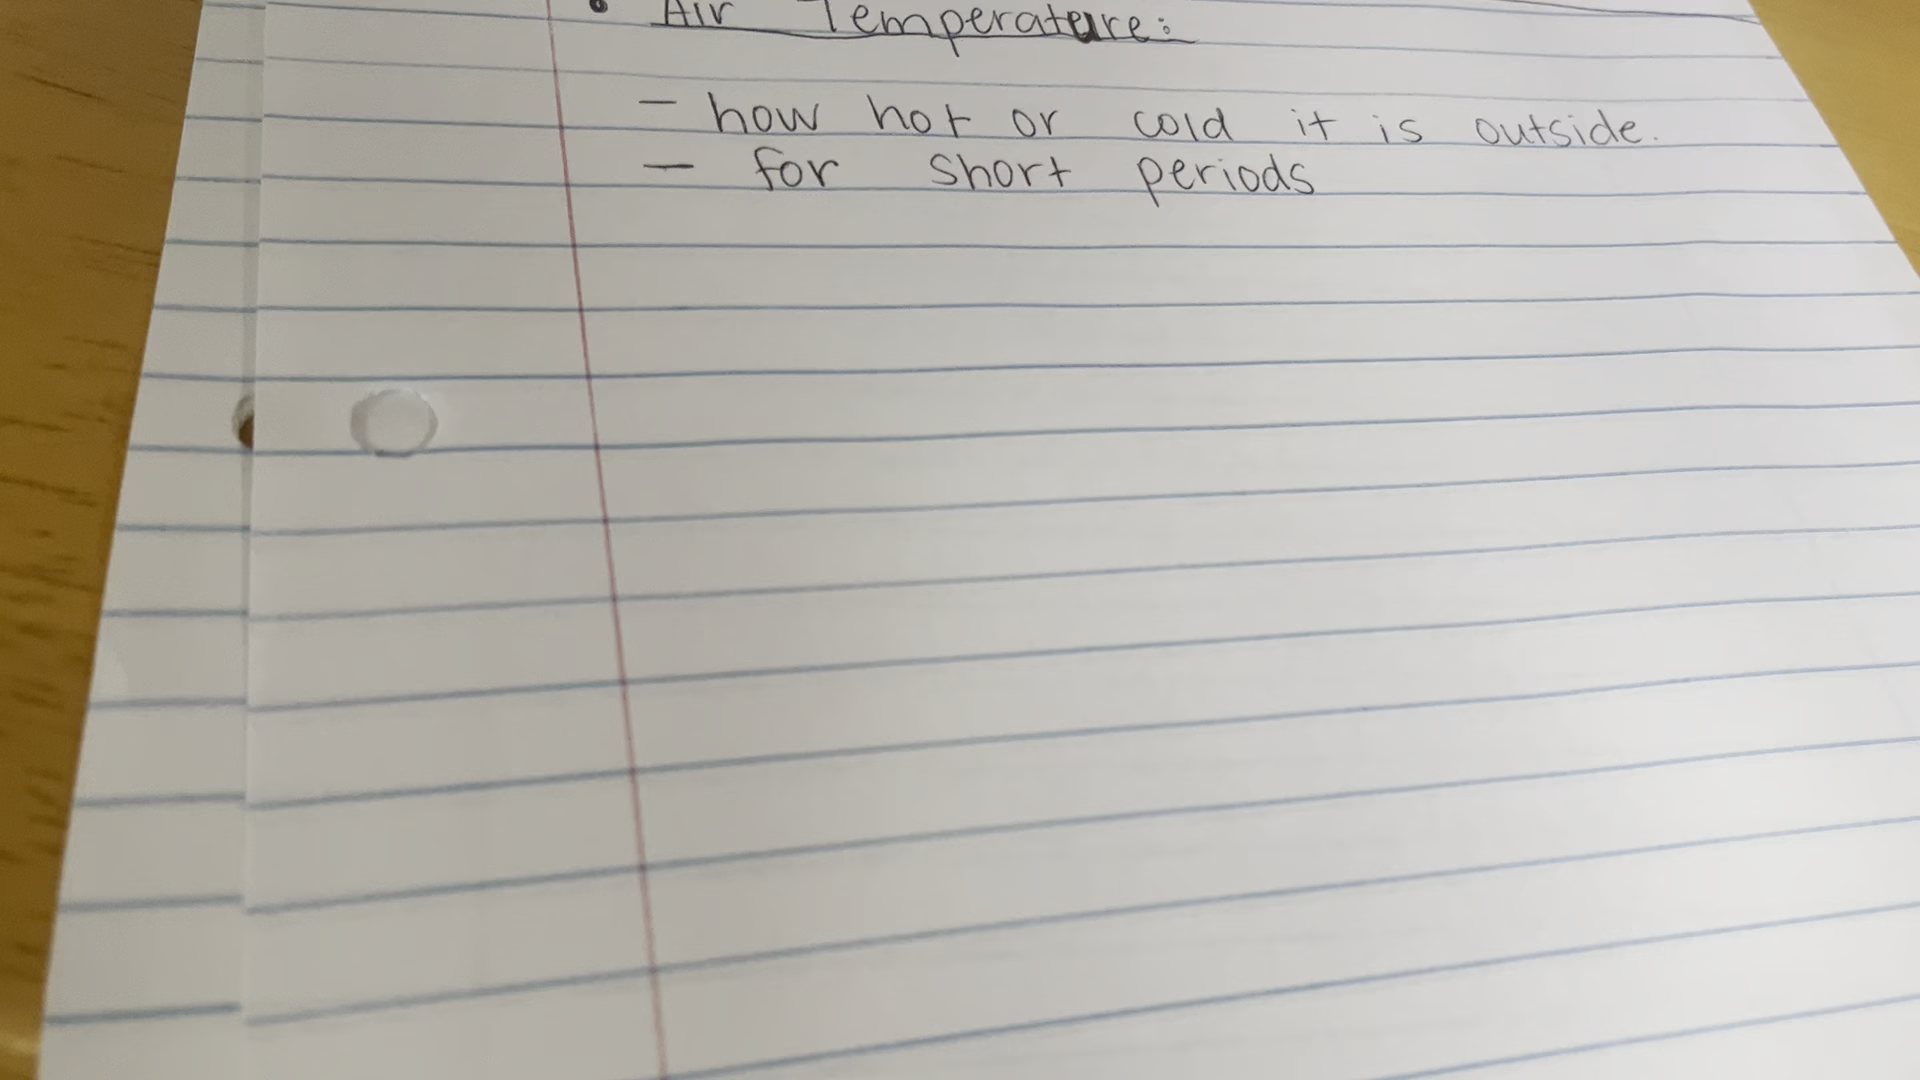 • Air Temperature:
- how hot or cold it is outside.
- for short periods